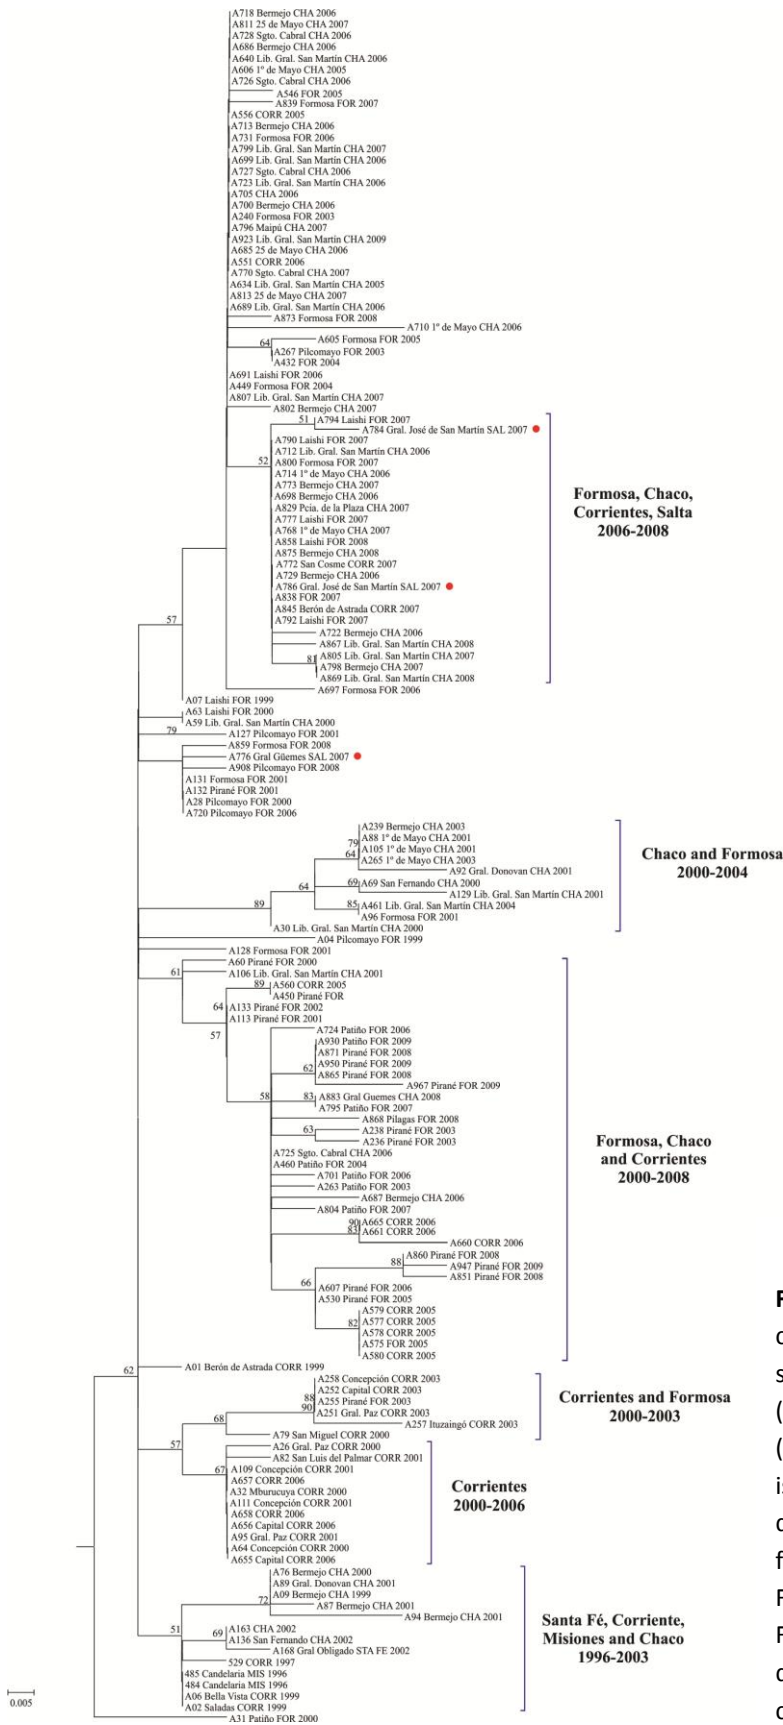 A718 Bermejo CHA 2006
A811 25 de Mayo CHA 2007
A728 Sgto. Cabral CHA 2006
A686 Bermejo CHA 2006
A640 Lib. Gral. San Martín CHA 2006
A606 1º de Mayo CHA 2005
A726 Sgto. Cabral CHA 2006
A546 FOR 2005
A839 Formosa FOR 2007
A556 CORR 2005
A713 Bermejo CHA 2006
A731 Formosa FOR 2006
A799 Lib. Gral. San Martín CHA 2007
A699 Lib. Gral. San Martín CHA 2006
A727 Sgto. Cabral CHA 2006
A723 Lib. Gral. San Martín CHA 2006
A705 CHA 2006
A700 Bermejo CHA 2006
A240 Formosa FOR 2003
A796 Maipú CHA 2007
A923 Lib. Gral. San Martín CHA 2009
A685 25 de Mayo CHA 2006
A551 CORR 2006
A770 Sgto. Cabral CHA 2007
A634 Lib. Gral. San Martín CHA 2005
A813 25 de Mayo CHA 2007
A689 Lib. Gral. San Martín CHA 2006
A873 Formosa FOR 2008
A710 1º de Mayo CHA 2006
64
A605 Formosa FOR 2005
A267 Pilcomayo FOR 2003
A432 FOR 2004
A691 Laishi FOR 2006
A449 Formosa FOR 2004
A807 Lib. Gral. San Martín CHA 2007
A802 Bermejo CHA 2007
51
A794 Laishi FOR 2007
A784 Gral. José de San Martín SAL 2007
A790 Laishi FOR 2007
A712 Lib. Gral. San Martín CHA 2006
52
A800 Formosa FOR 2007
A714 1º de Mayo CHA 2006
A773 Bermejo CHA 2007
A698 Bermejo CHA 2006
A829 Pcia. de la Plaza CHA 2007
A777 Laishi FOR 2007
A768 1º de Mayo CHA 2007
A858 Laishi FOR 2008
A875 Bermejo CHA 2008
A772 San Cosme CORR 2007
A729 Bermejo CHA 2006
A786 Gral. José de San Martín SAL 2007
A838 FOR 2007
A845 Berón de Astrada CORR 2007
A792 Laishi FOR 2007
A722 Bermejo CHA 2006
A867 Lib. Gral. San Martín CHA 2008
81
A805 Lib. Gral. San Martín CHA 2007
A798 Bermejo CHA 2007
A869 Lib. Gral. San Martín CHA 2008
A697 Formosa FOR 2006
Formosa, Chaco,
Corrientes, Salta
2006-2008
57
A07 Laishi FOR 1999
A63 Laishi FOR 2000
A59 Lib. Gral. San Martín CHA 2000
79
A127 Pilcomayo FOR 2001
A859 Formosa FOR 2008
A776 Gral Güemes SAL 2007
A908 Pilcomayo FOR 2008
A131 Formosa FOR 2001
A132 Pirané FOR 2001
A28 Pilcomayo FOR 2000
A720 Pilcomayo FOR 2006
A239 Bermejo CHA 2003
A88 1º de Mayo CHA 2001
79
A105 1º de Mayo CHA 2001
64
A265 1º de Mayo CHA 2003
A92 Gral. Donovan CHA 2001
64
69
A69 San Fernando CHA 2000
A129 Lib. Gral. San Martín CHA 2001
89
85
A461 Lib. Gral. San Martín CHA 2004
A96 Formosa FOR 2001
A30 Lib. Gral. San Martín CHA 2000
Chaco and Formosa
2000-2004
A04 Pilcomayo FOR 1999
A128 Formosa FOR 2001
A60 Pirané FOR 2000
61
A106 Lib. Gral. San Martín CHA 2001
89
A560 CORR 2005
A450 Pirané FOR
64
A133 Pirané FOR 2002
A113 Pirané FOR 2001
57
A724 Patiño FOR 2006
A930 Patiño FOR 2009
A871 Pirané FOR 2008
A950 Pirané FOR 2009
62
A865 Pirané FOR 2008
A967 Pirané FOR 2009
58
83
A883 Gral Guemes CHA 2008
A795 Patiño FOR 2007
A868 Pilagas FOR 2008
63
A238 Pirané FOR 2003
A236 Pirané FOR 2003
A725 Sgto. Cabral CHA 2006
A460 Patiño FOR 2004
A701 Patiño FOR 2006
A263 Patiño FOR 2003
A687 Bermejo CHA 2006
A804 Patiño FOR 2007
90
A665 CORR 2006
83
A661 CORR 2006
A660 CORR 2006
A860 Pirané FOR 2008
88
A947 Pirané FOR 2009
A851 Pirané FOR 2008
66
A607 Pirané FOR 2006
A530 Pirané FOR 2005
A579 CORR 2005
A577 CORR 2005
82
A578 CORR 2005
A575 FOR 2005
A580 CORR 2005
Formosa, Chaco
and Corrientes
2000-2008
62
A01 Berón de Astrada CORR 1999
A258 Concepción CORR 2003
A252 Capital CORR 2003
88
A255 Pirané FOR 2003
90
A251 Gral. Paz CORR 2003
A257 Ituzaingó CORR 2003
68
A79 San Miguel CORR 2000
Corrientes and Formosa
2000-2003
57
A26 Gral. Paz CORR 2000
A82 San Luis del Palmar CORR 2001
67
A109 Concepción CORR 2001
A657 CORR 2006
A32 Mburucuya CORR 2000
A111 Concepción CORR 2001
A658 CORR 2006
A656 Capital CORR 2006
A95 Gral. Paz CORR 2001
A64 Concepción CORR 2000
A655 Capital CORR 2006
Corrientes
2000-2006
A76 Bermejo CHA 2000
A89 Gral. Donovan CHA 2001
A09 Bermejo CHA 1999
72
A87 Bermejo CHA 2001
A94 Bermejo CHA 2001
51
69
A163 CHA 2002
A136 San Fernando CHA 2002
A168 Gral Obligado STA FE 2002
529 CORR 1997
485 Candelaria MIS 1996
484 Candelaria MIS 1996
A06 Bella Vista CORR 1999
A02 Saladas CORR 1999
A31 Patiño FOR 2000
Santa Fé, Corriente,
Misiones and Chaco
1996-2003
0.005